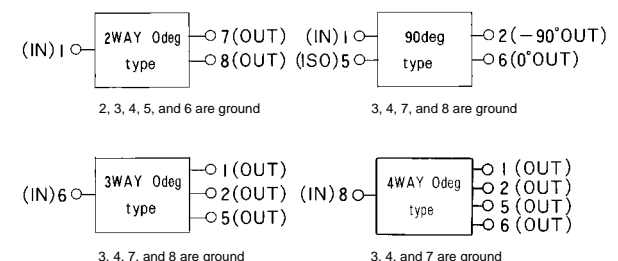 (IN) 1 2WAY 0deg type 7(OUT) 8(OUT)
2, 3, 4, 5, and 6 are ground
(IN) 1 (ISO) 5 90deg type 2(-90°OUT) 6(0°OUT)
3, 4, 7, and 8 are ground
(IN) 6 3WAY 0deg type 1(OUT) 2(OUT) 5(OUT)
3, 4, 7, and 8 are ground
(IN) 8 4WAY 0deg type 1(OUT) 2(OUT) 5(OUT) 6(OUT)
3, 4, and 7 are ground